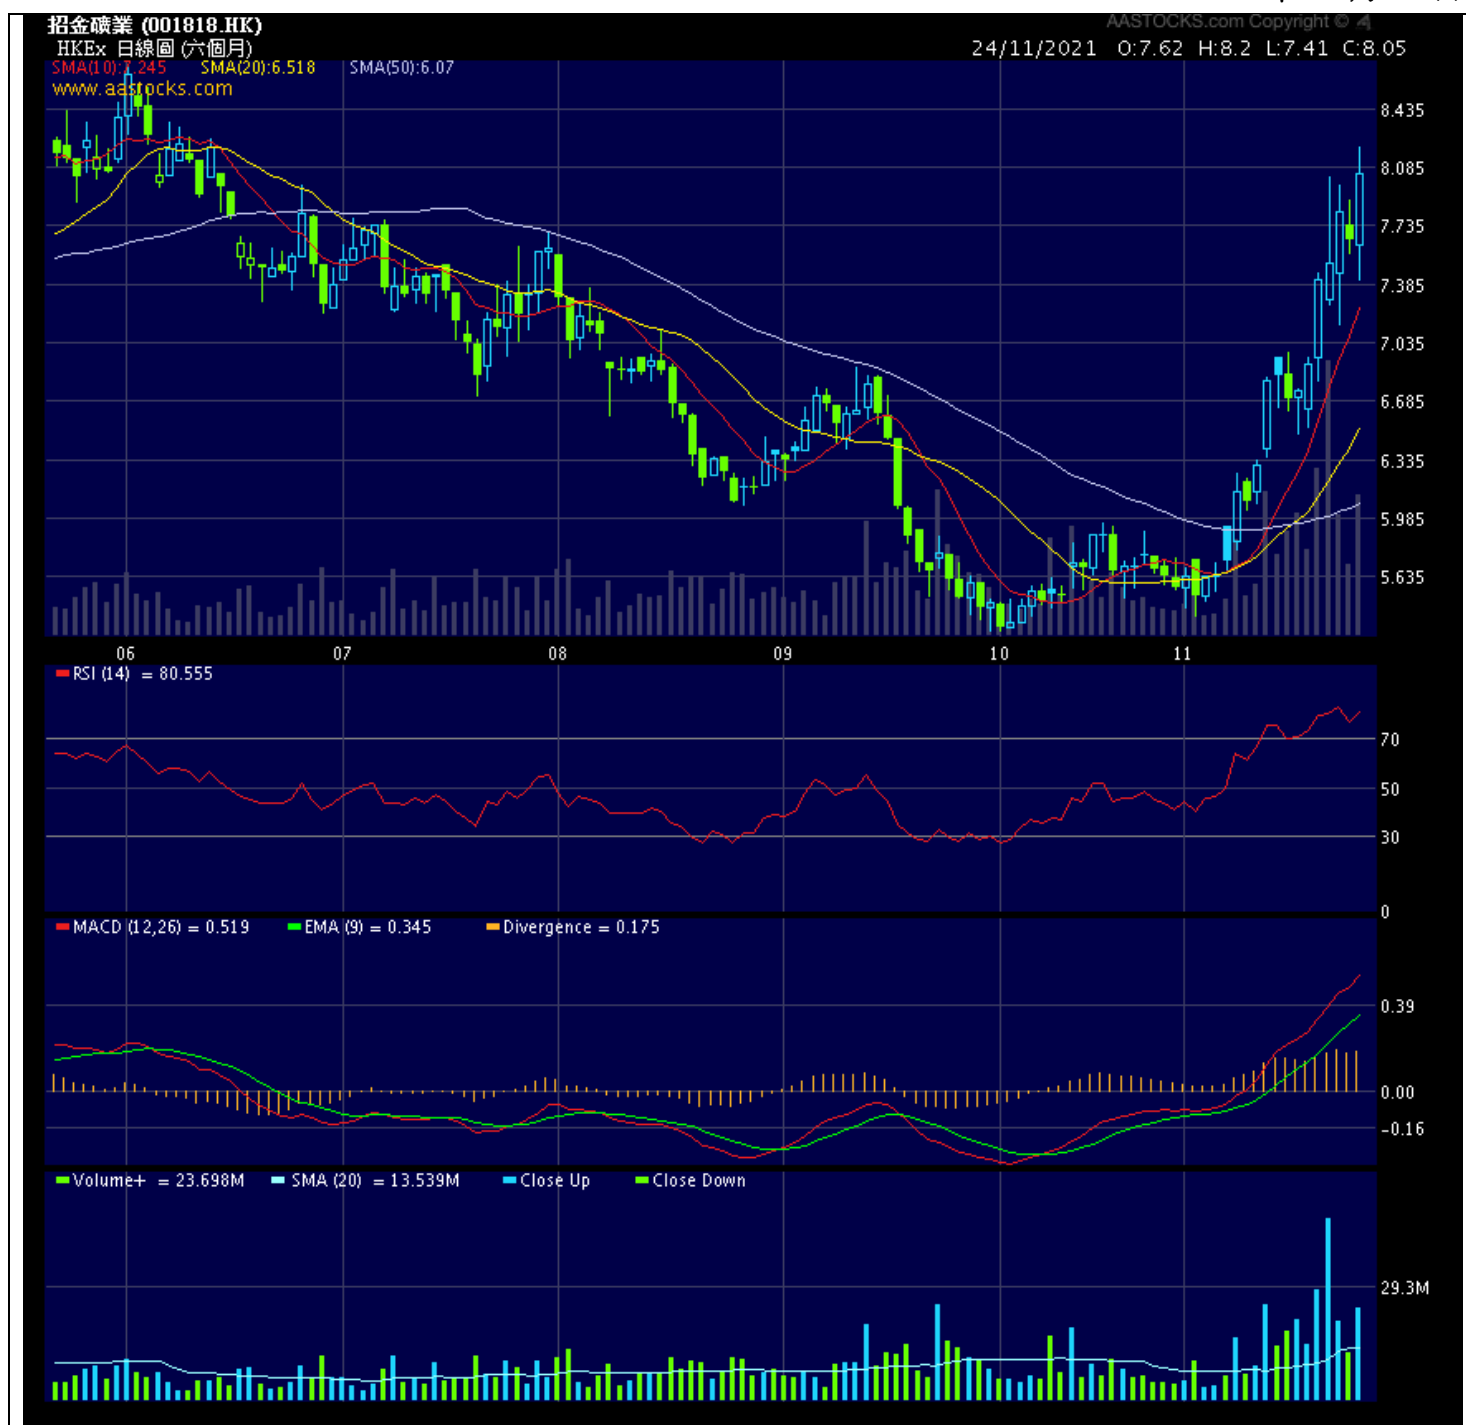 AASTOCKS.com Copyright ©
招金礦業 (001818.HK)
HKEx 日線圖 (六個月)
24/11/2021 O:7.62 H:8.2 L:7.41 C:8.05
SMA(10):7.245 SMA(20):6.518 SMA(50):6.07
www.aastocks.com
8.435
8.085
7.735
7.385
7.035
6.685
6.335
5.985
5.635
06 07 08 09 10 11
RSI (14) = 80.555
70
50
30
0
MACD (12,26) = 0.519 EMA (9) = 0.345 Divergence = 0.175
0.39
0.00
-0.16
Volume+ = 23.698M SMA (20) = 13.539M Close Up Close Down
29.3M